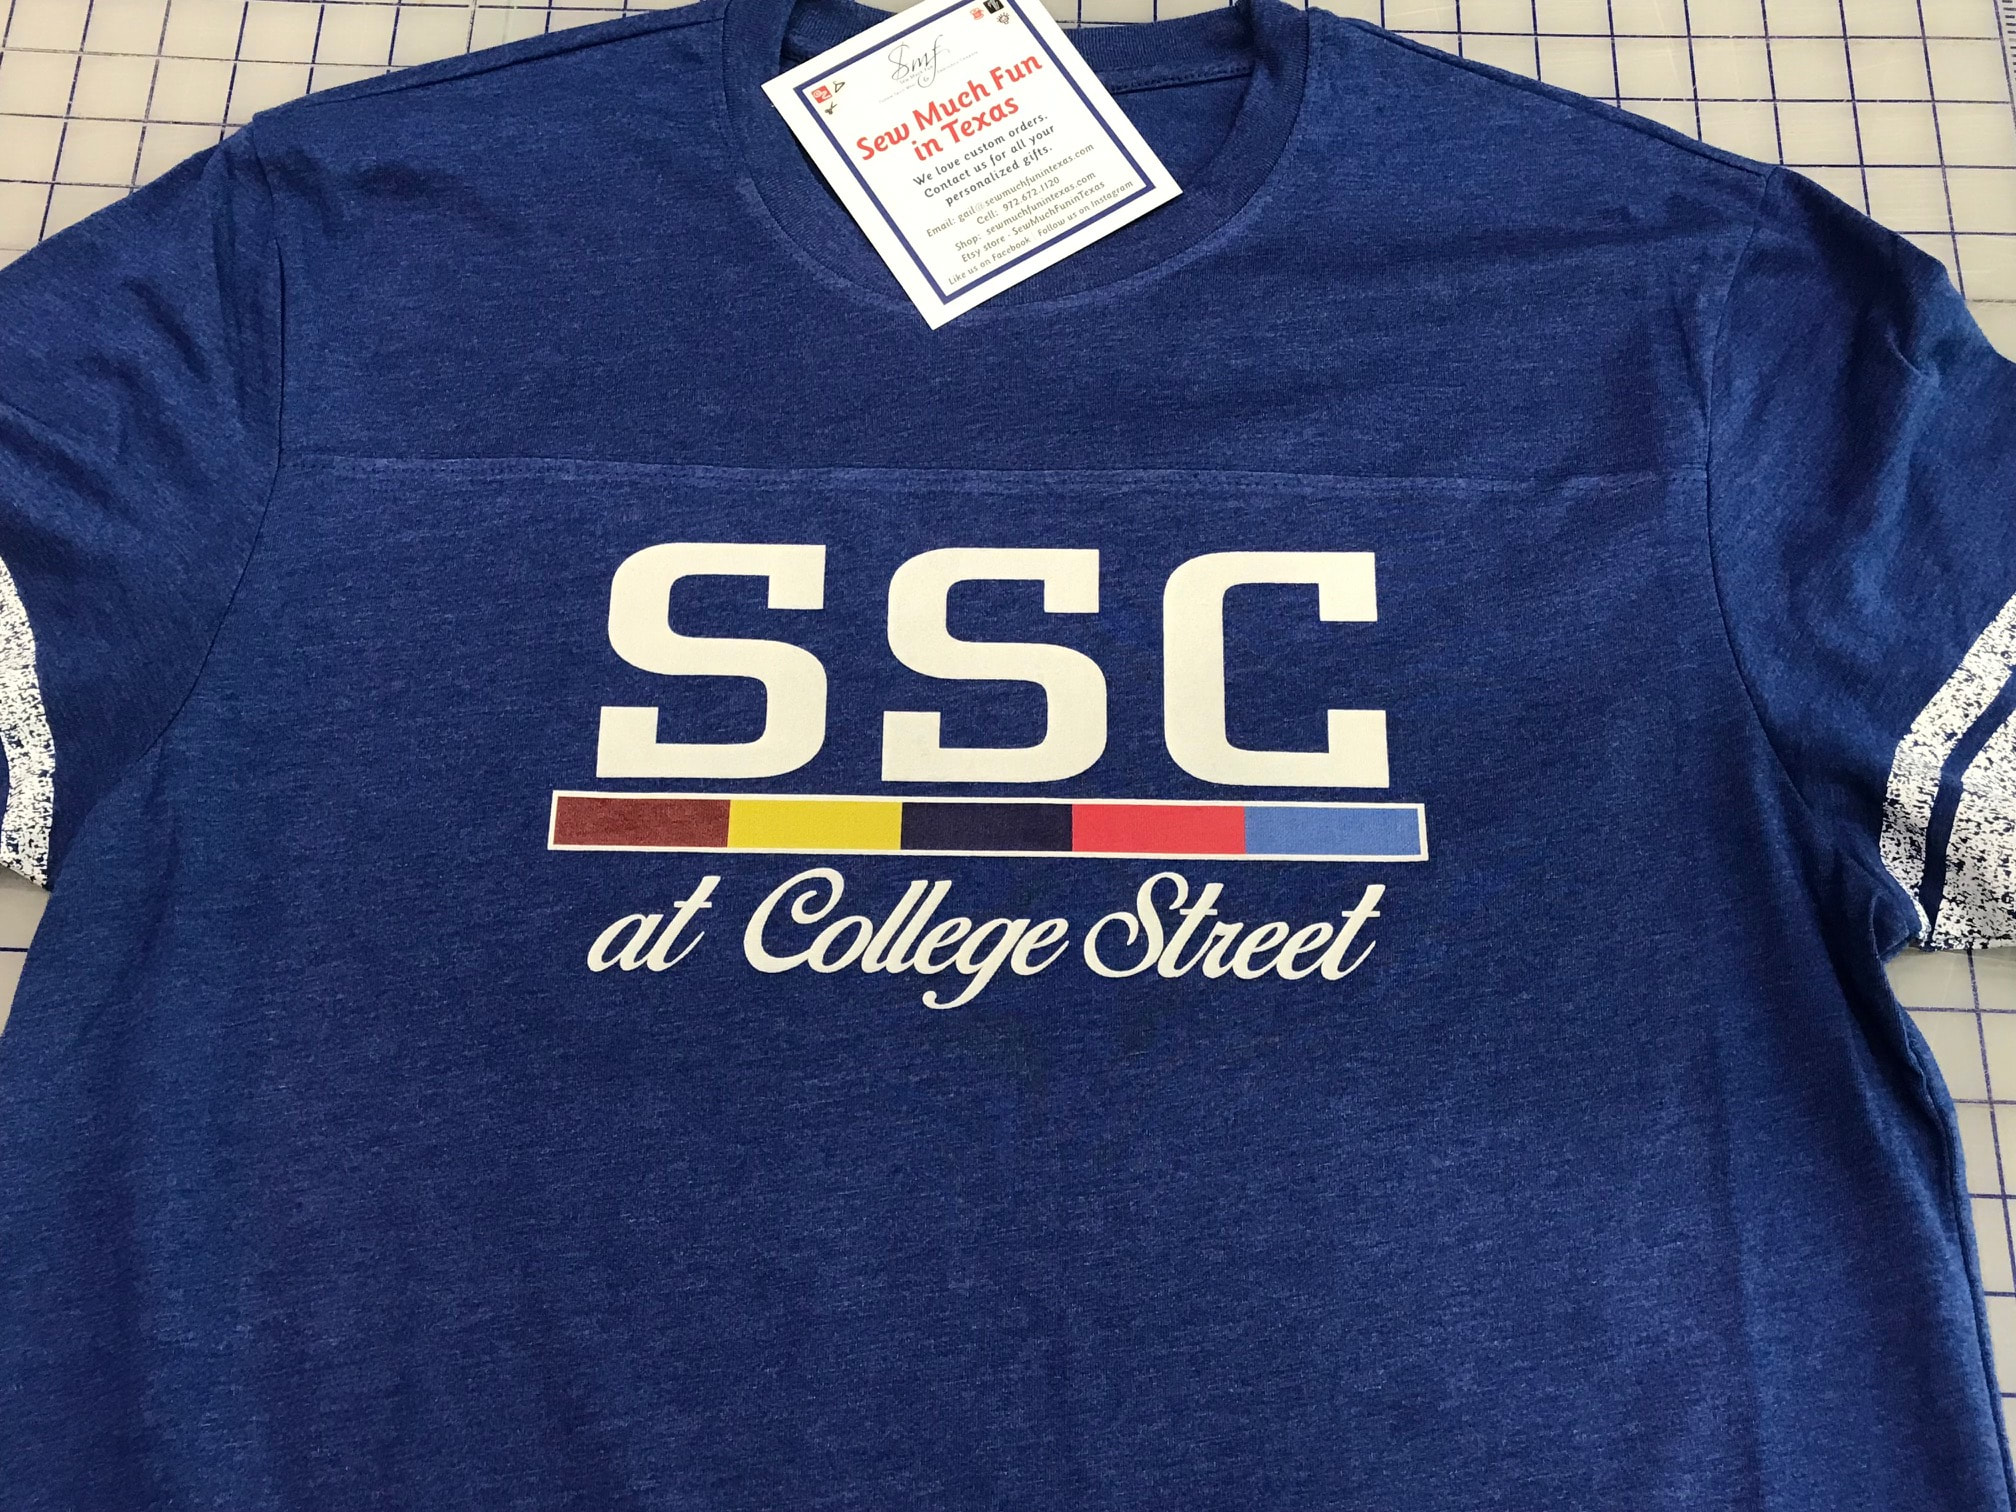 Smf
Sew Much Fun
in Texas
We love custom orders.
Contact us for all your
personalized gifts.
Email: gail@sewmuchfunintexas.com
Cell: 972.672.1120
Shop: sewmuchfunintexas.com
Etsy store . SewMuchFuninTexas
Like us on Facebook Follow us on Instagram
SSC
at College Street